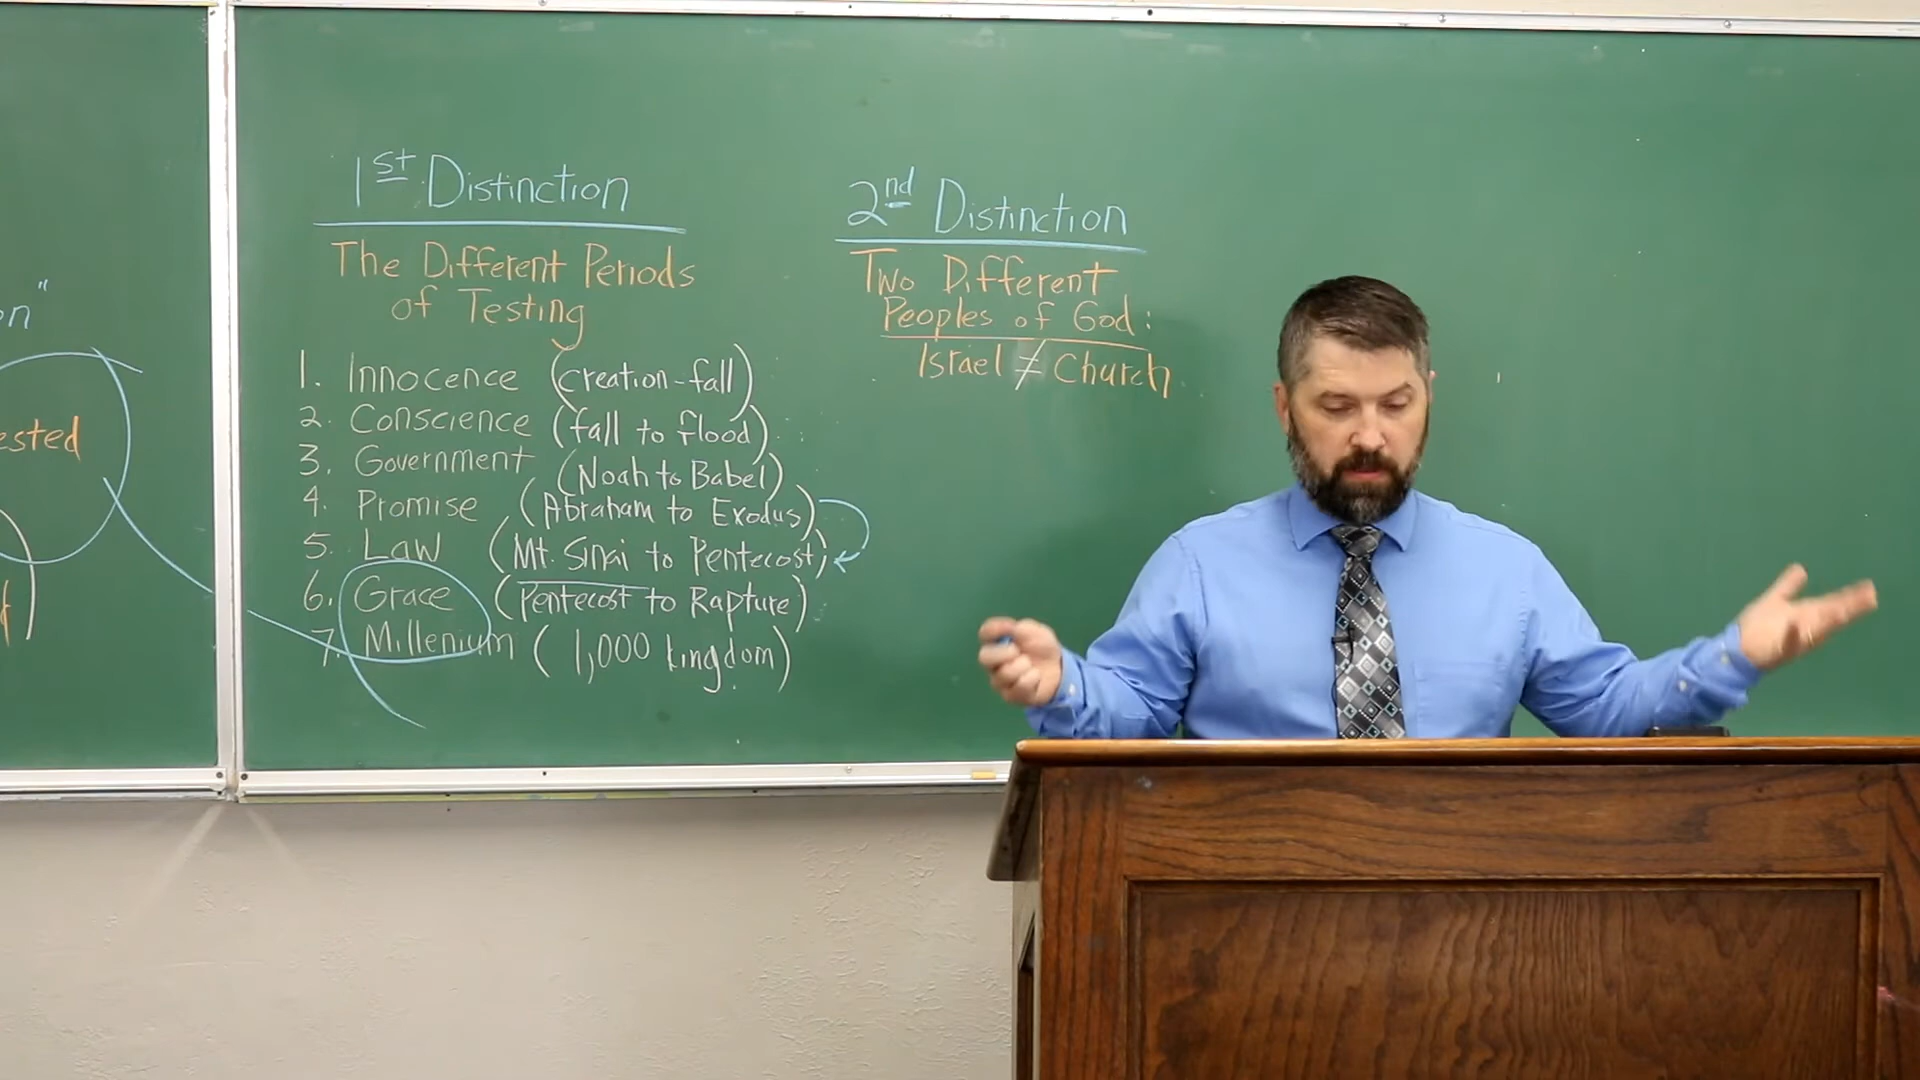 on"
ested
1st Distinction
The Different Periods
of Testing
1. Innocence (creation-fall)
2. Conscience (fall to flood)
3. Government (Noah to Babel)
4. Promise (Abraham to Exodus)
5. Law (Mt. Sinai to Pentecost)
6. Grace (Pentecost to Rapture)
7. Millenium (1,000 kingdom)
2nd Distinction
Two Different
Peoples of God:
Israel ≠ Church